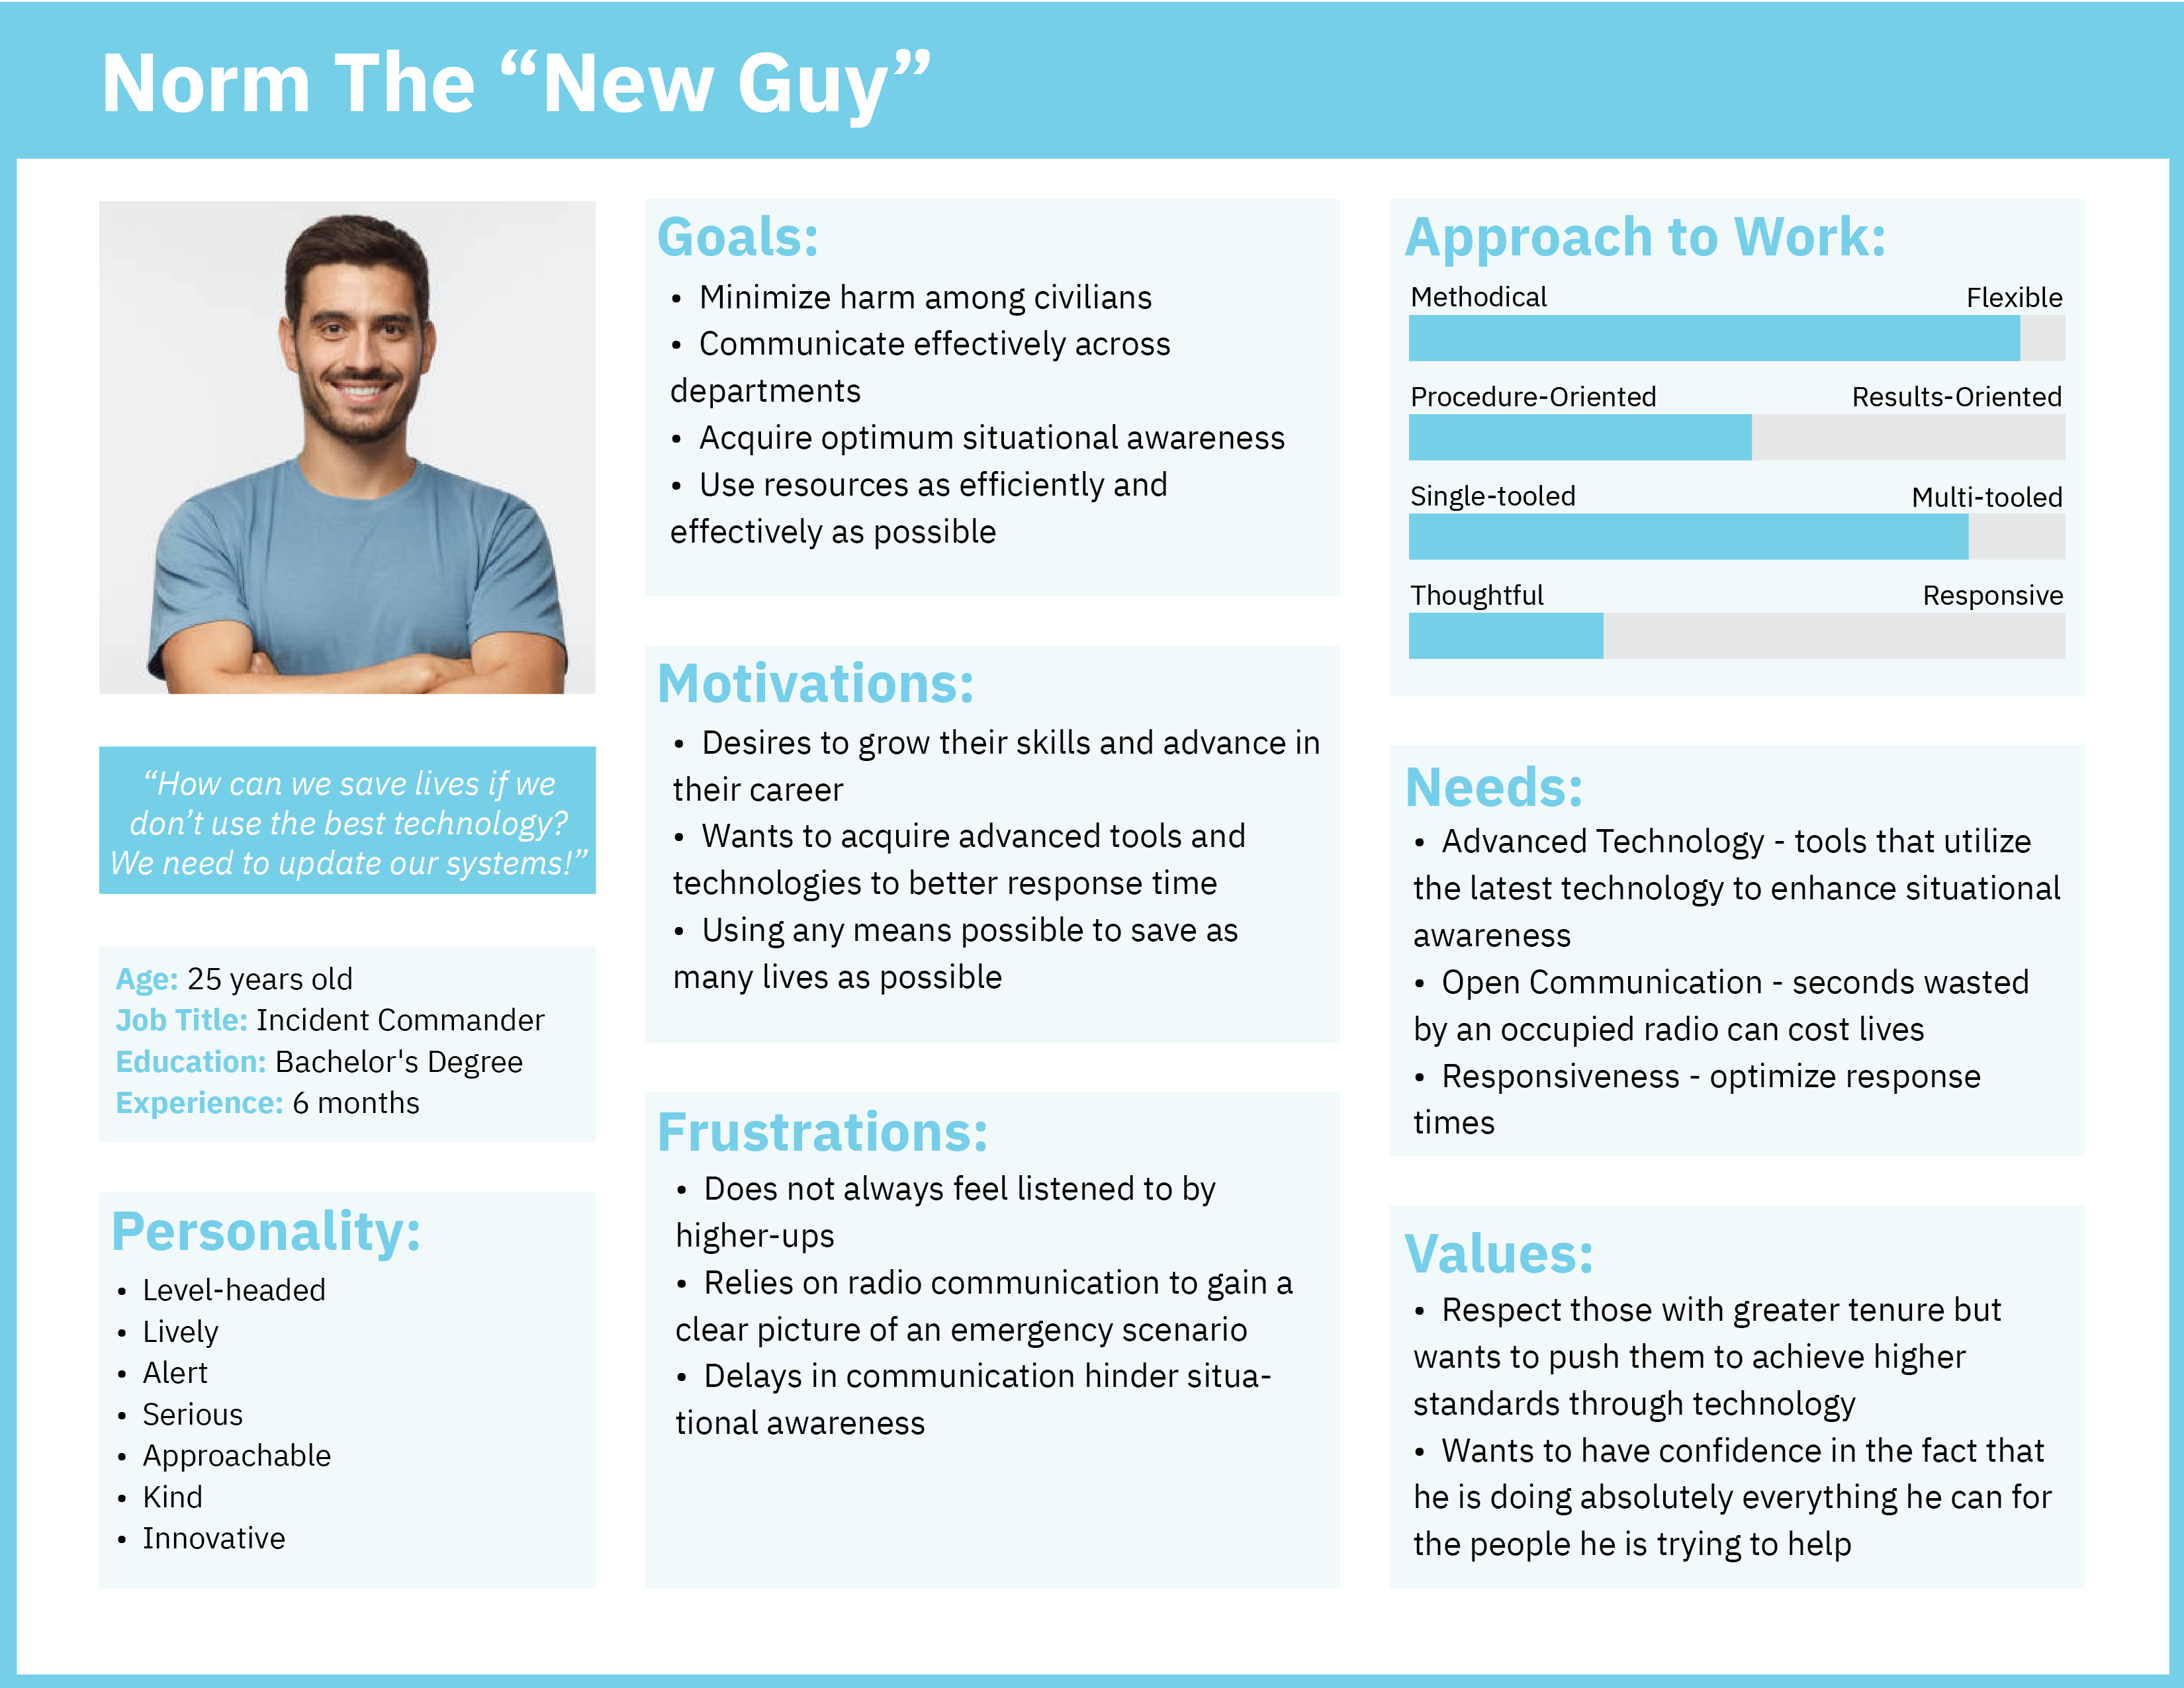 Norm The “New Guy”
“How can we save lives if we
don’t use the best technology?
We need to update our systems!”
Age: 25 years old
Job Title: Incident Commander
Education: Bachelor's Degree
Experience: 6 months
Personality:
• Level-headed
• Lively
• Alert
• Serious
• Approachable
• Kind
• Innovative
Goals:
• Minimize harm among civilians
• Communicate effectively across
departments
• Acquire optimum situational awareness
• Use resources as efficiently and
effectively as possible
Motivations:
• Desires to grow their skills and advance in
their career
• Wants to acquire advanced tools and
technologies to better response time
• Using any means possible to save as
many lives as possible
Frustrations:
• Does not always feel listened to by
higher-ups
• Relies on radio communication to gain a
clear picture of an emergency scenario
• Delays in communication hinder situa-
tional awareness
Approach to Work:
Methodical Flexible
Procedure-Oriented Results-Oriented
Single-tooled Multi-tooled
Thoughtful Responsive
Needs:
• Advanced Technology - tools that utilize
the latest technology to enhance situational
awareness
• Open Communication - seconds wasted
by an occupied radio can cost lives
• Responsiveness - optimize response
times
Values:
• Respect those with greater tenure but
wants to push them to achieve higher
standards through technology
• Wants to have confidence in the fact that
he is doing absolutely everything he can for
the people he is trying to help